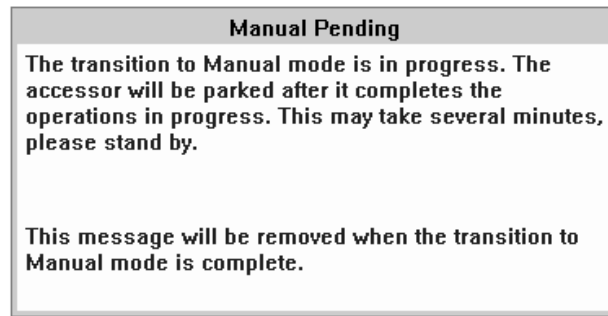 Manual Pending
The transition to Manual mode is in progress. The
accessor will be parked after it completes the
operations in progress. This may take several minutes,
please stand by.
This message will be removed when the transition to
Manual mode is complete.